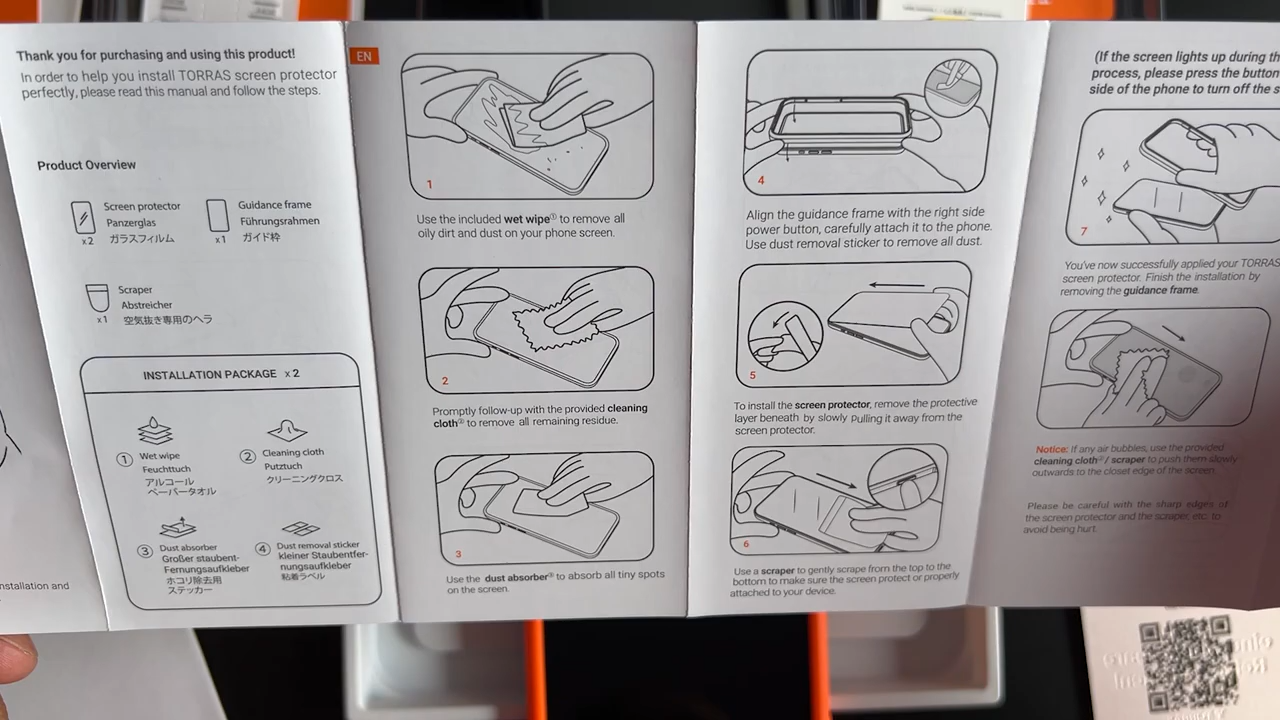 Thank you for purchasing and using this product!
In order to help you install TORRAS screen protector
perfectly, please read this manual and follow the steps.
Product Overview
Screen protector
Panzerglas
ガラスフィルム
x2
Guidance frame
Führungsrahmen
ガイド枠
x1
Scraper
Abstreicher
空気抜き専用のヘラ
x1
INSTALLATION PACKAGE x 2
1 Wet wipe
Feuchttuch
アルコール
ペーパータオル
2 Cleaning cloth
Putztuch
クリーニングクロス
3 Dust absorber
Großer staubent-
Fernungsaufkleber
ホコリ除去用
ステッカー
4 Dust removal sticker
kleiner Staubentfer-
nungsaufkleber
粘着ラベル
nstallation and
EN
1
Use the included wet wipe① to remove all
oily dirt and dust on your phone screen.
2
Promptly follow-up with the provided cleaning
cloth② to remove all remaining residue.
3
Use the dust absorber③ to absorb all tiny spots
on the screen.
4
Align the guidance frame with the right side
power button, carefully attach it to the phone.
Use dust removal sticker to remove all dust.
5
To install the screen protector, remove the protective
layer beneath by slowly pulling it away from the
screen protector.
6
Use a scraper to gently scrape from the top to the
bottom to make sure the screen protect or properly
attached to your device.
(If the screen lights up during th
process, please press the button
side of the phone to turn off the s
7
You've now successfully applied your TORRAS
screen protector. Finish the installation by
removing the guidance frame.
Notice: If any air bubbles, use the provided
cleaning cloth②/ scraper to push them slowly
outwards to the closet edge of the screen.
Please be careful with the sharp edges of
the screen protector and the scraper, etc. to
avoid being hurt.